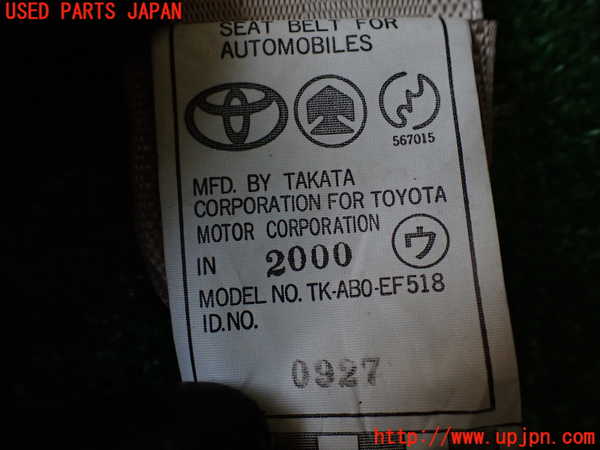 USED PARTS JAPAN
SEAT BELT FOR
AUTOMOBILES
567015
MFD. BY TAKATA
CORPORATION FOR TOYOTA
MOTOR CORPORATION
IN 2000 ウ
MODEL NO. TK-AB0-EF518
ID.NO.
0927
http://www.upjpn.com/